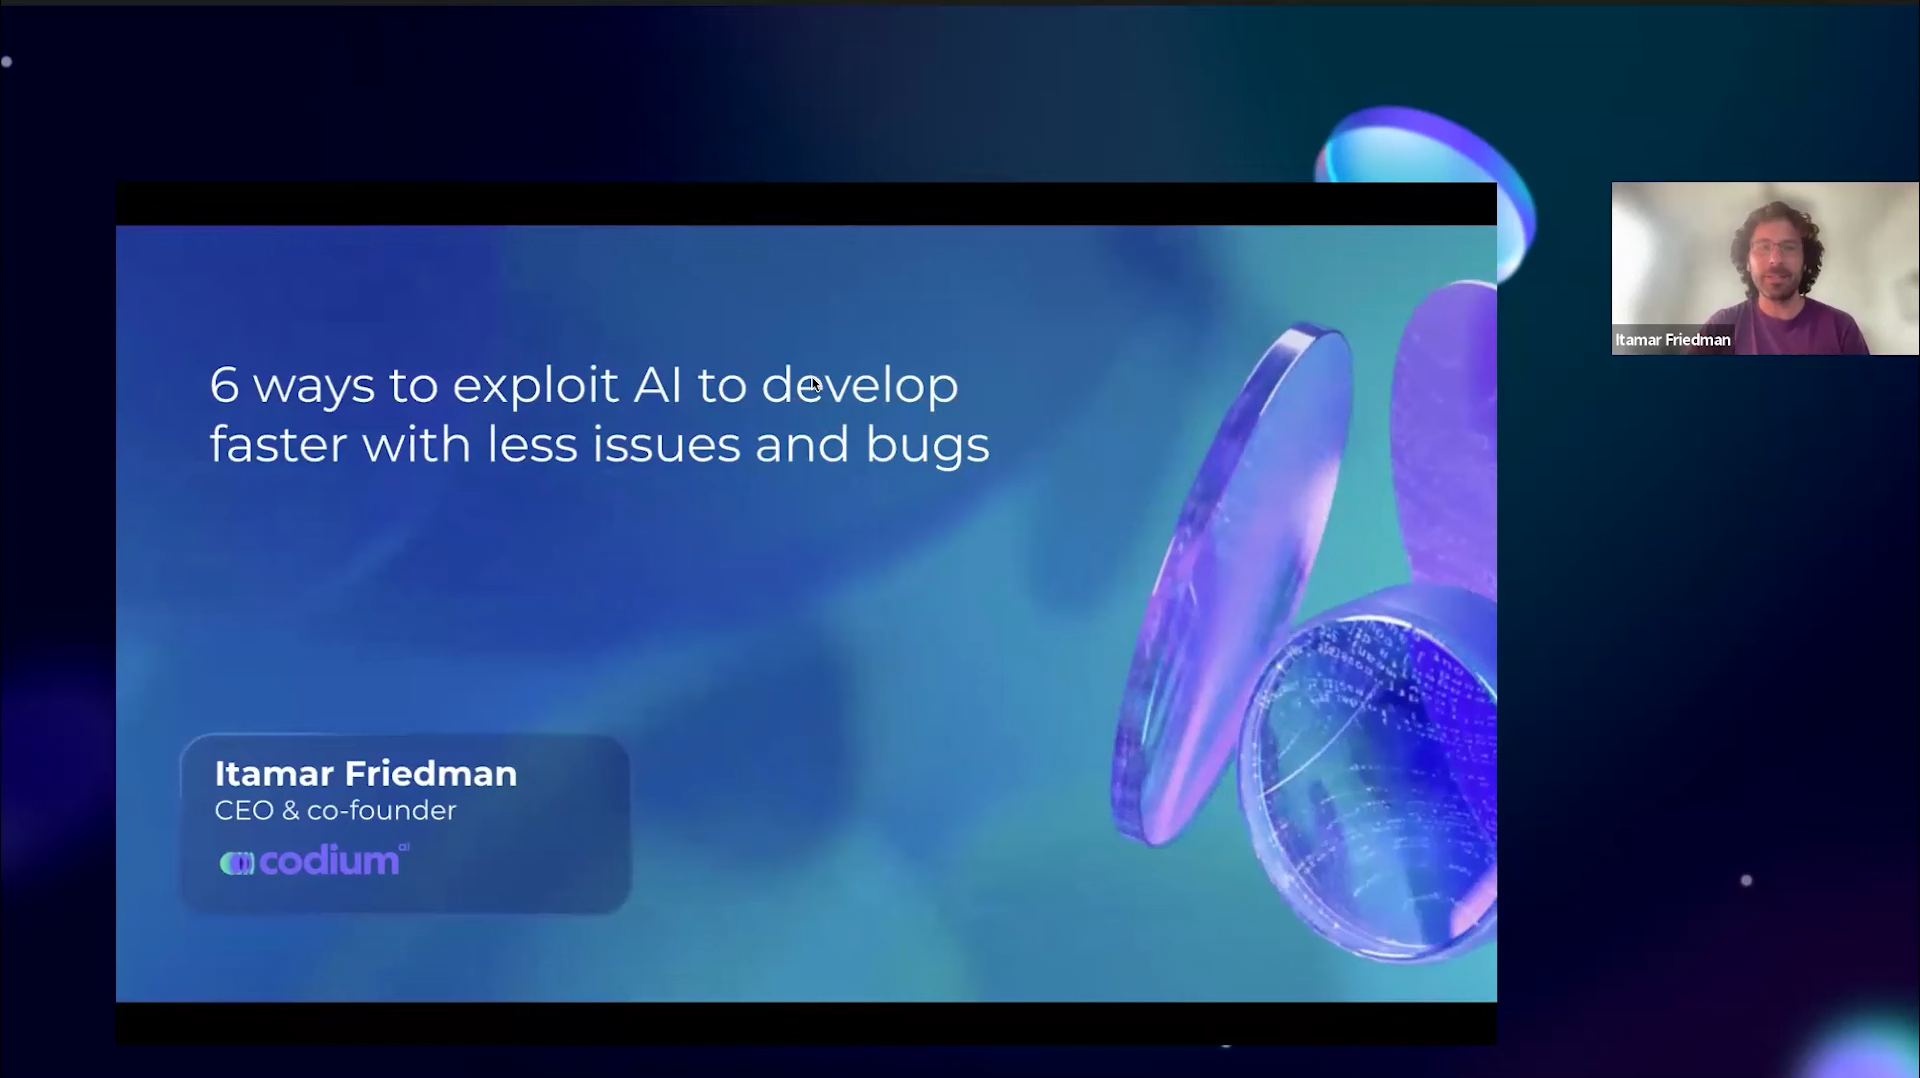 6 ways to exploit AI to develop
faster with less issues and bugs
Itamar Friedman
CEO & co-founder
codium ai
Itamar Friedman